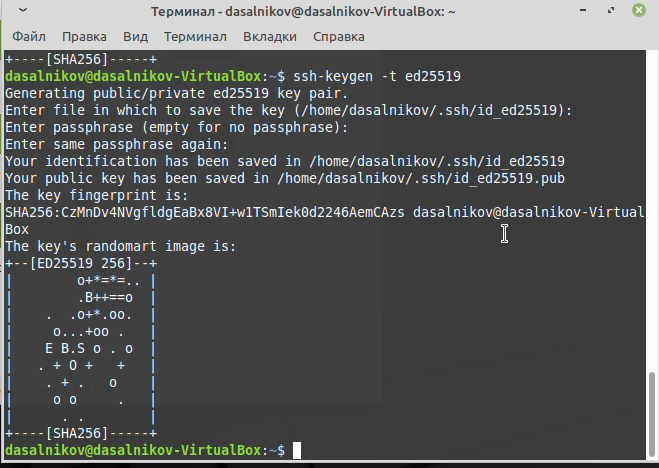 Терминал - dasalnikov@dasalnikov-VirtualBox: ~
Файл Правка Вид Терминал Вкладки Справка
+----[SHA256]-----+
dasalnikov@dasalnikov-VirtualBox:~$ ssh-keygen -t ed25519
Generating public/private ed25519 key pair.
Enter file in which to save the key (/home/dasalnikov/.ssh/id_ed25519):
Enter passphrase (empty for no passphrase):
Enter same passphrase again:
Your identification has been saved in /home/dasalnikov/.ssh/id_ed25519
Your public key has been saved in /home/dasalnikov/.ssh/id_ed25519.pub
The key fingerprint is:
SHA256:CzMnDv4NVgfldgEaBx8VI+w1TSmIek0d2246AemCAzs dasalnikov@dasalnikov-Virtual
Box
The key's randomart image is:
+--[ED25519 256]--+
|        o+*=*=.. |
|        .B++==o  |
|    .  .o+*.oo.  |
|     o...+oo .   |
|    E B.S o . o  |
|   . + O +   +   |
|    . + .   o    |
|     o o     .   |
|      . .        |
+----[SHA256]-----+
dasalnikov@dasalnikov-VirtualBox:~$